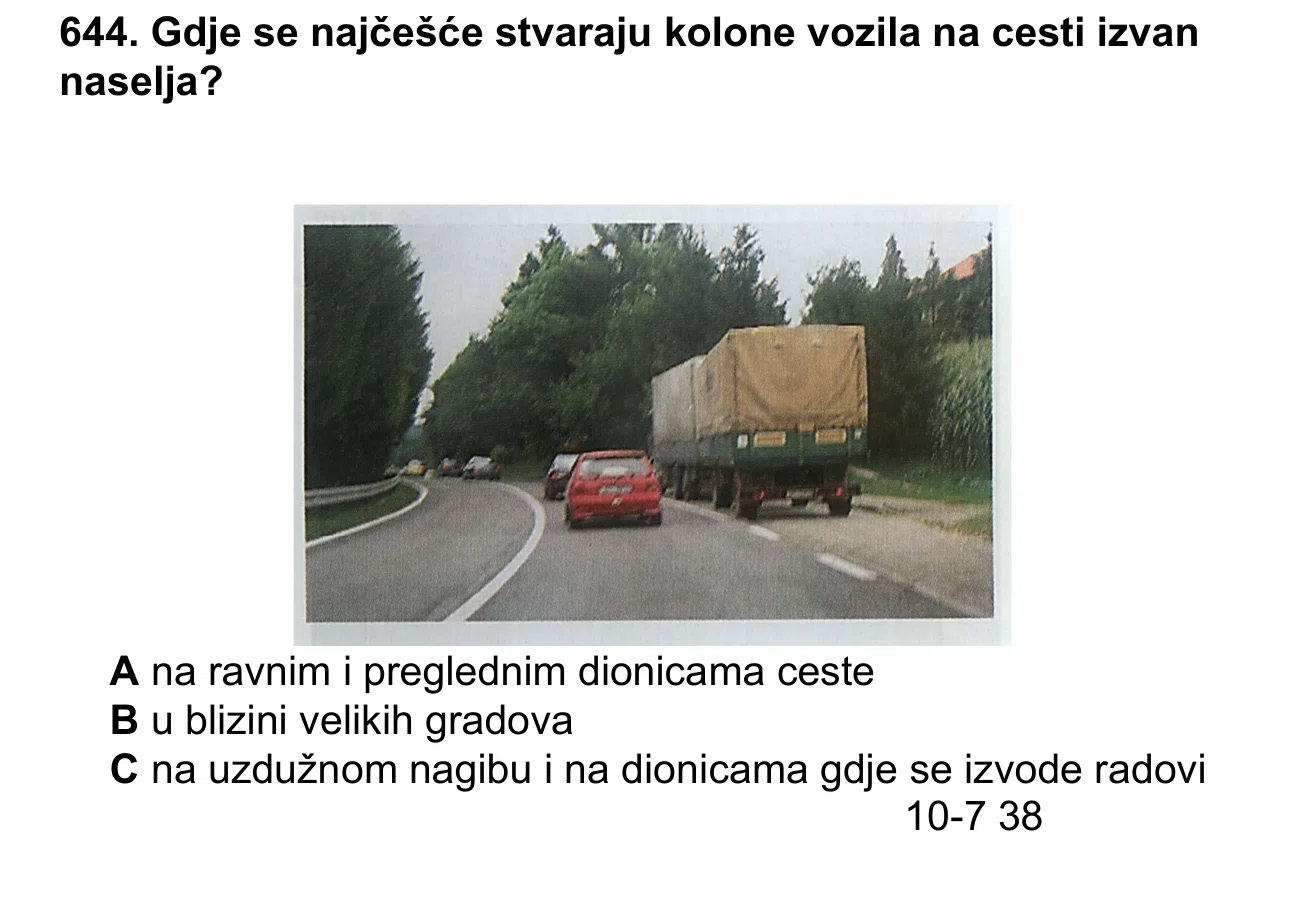 644. Gdje se najčešće stvaraju kolone vozila na cesti izvan
naselja?
A na ravnim i preglednim dionicama ceste
B u blizini velikih gradova
C na uzdužnom nagibu i na dionicama gdje se izvode radovi
10-7 38